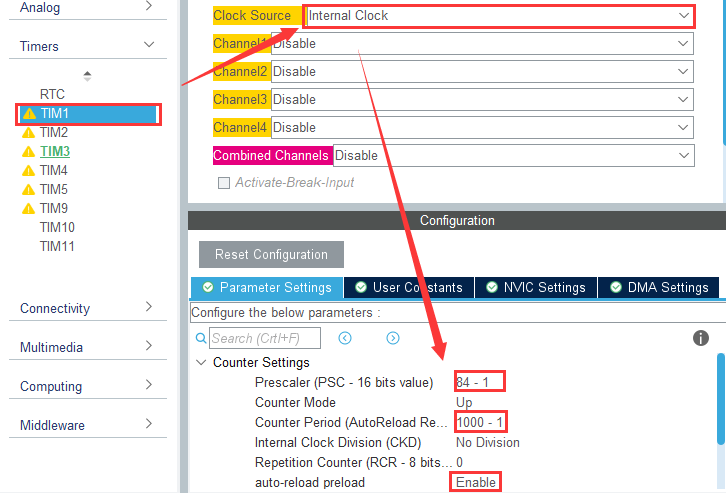 Analog
Timers
RTC
TIM1
TIM2
TIM3
TIM4
TIM5
TIM9
TIM10
TIM11
Connectivity
Multimedia
Computing
Middleware
Clock Source Internal Clock
Channel1 Disable
Channel2 Disable
Channel3 Disable
Channel4 Disable
Combined Channels Disable
Activate-Break-Input
Configuration
Reset Configuration
Parameter Settings User Constants NVIC Settings DMA Settings
Configure the below parameters :
Search (Crtl+F)
Counter Settings
Prescaler (PSC - 16 bits value) 84 - 1
Counter Mode Up
Counter Period (AutoReload Re... 1000 - 1
Internal Clock Division (CKD) No Division
Repetition Counter (RCR - 8 bits... 0
auto-reload preload Enable